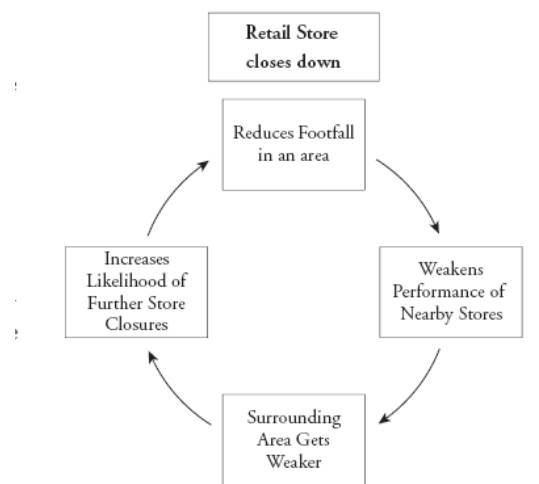 Retail Store
closes down
Reduces Footfall
in an area
Increases
Likelihood of
Further Store
Closures
Weakens
Performance of
Nearby Stores
Surrounding
Area Gets
Weaker
e